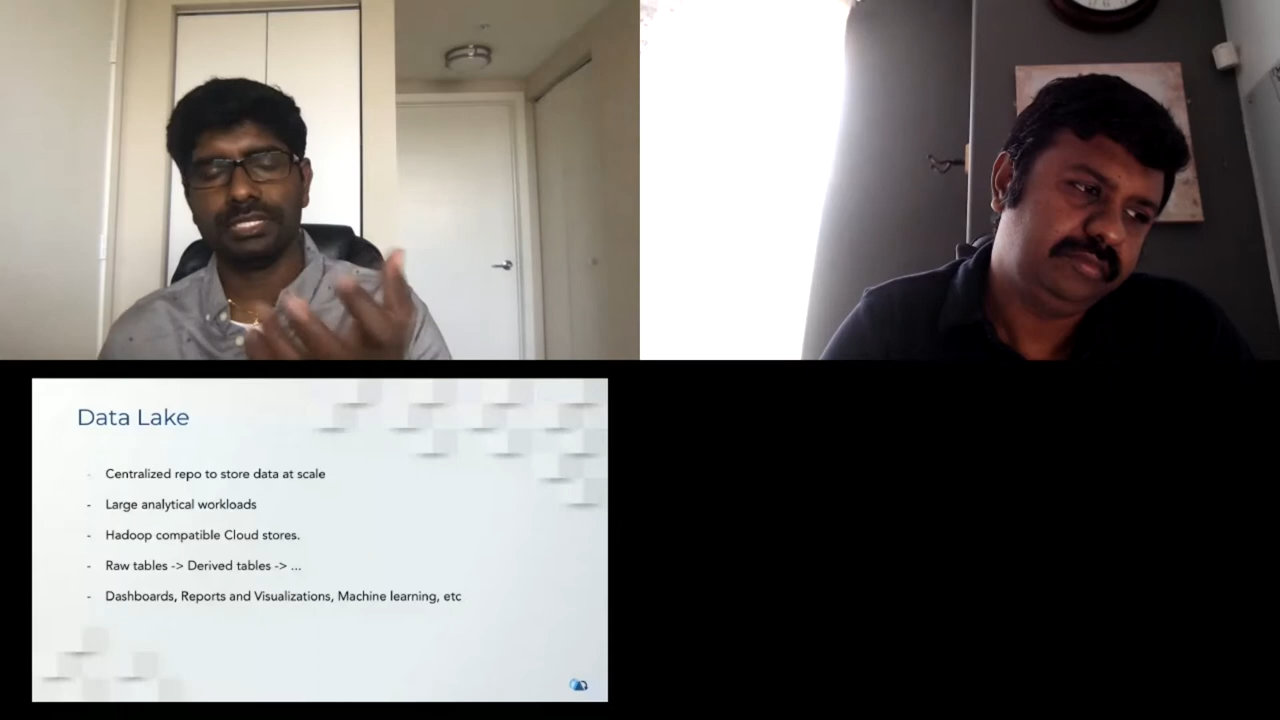 Data Lake
- Centralized repo to store data at scale
- Large analytical workloads
- Hadoop compatible Cloud stores.
- Raw tables -> Derived tables -> ...
- Dashboards, Reports and Visualizations, Machine learning, etc